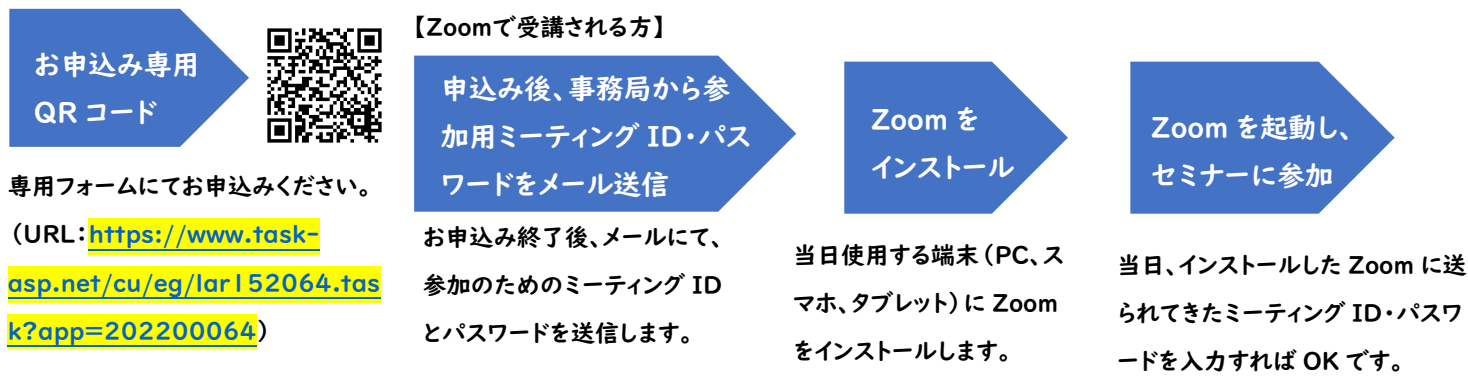 お申込み専用
QRコード
専用フォームにてお申込みください。
(URL:https://www.task-
asp.net/cu/eg/lar152064.tas
k?app=202200064)
【Zoomで受講される方】
申込み後、事務局から参
加用ミーティング ID・パス
ワードをメール送信
お申込み終了後、メールにて、
参加のためのミーティング ID
とパスワードを送信します。
Zoom を
インストール
当日使用する端末(PC、ス
マホ、タブレット)に Zoom
をインストールします。
Zoom を起動し、
セミナーに参加
当日、インストールした Zoom に送
られてきたミーティング ID・パスワ
ードを入力すれば OK です。